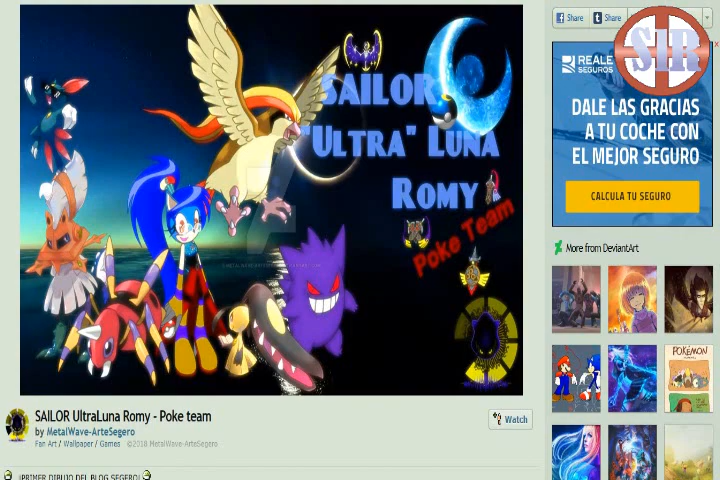 SAILOR
"ULTRA" LUNA
ROMY
Poke Team
SAILOR UltraLuna Romy - Poke team
by MetalWave-ArteSegero
Fan Art / Wallpaper / Games ©2018 MetalWave-ArteSegero
Watch
¡PRIMER DIBUJO DEL BLOG SEGERO!
Share
Share
SIR
REALE
SEGUROS
DALE LAS GRACIAS
A TU COCHE CON
EL MEJOR SEGURO
CALCULA TU SEGURO
More from DeviantArt
POKÉMON